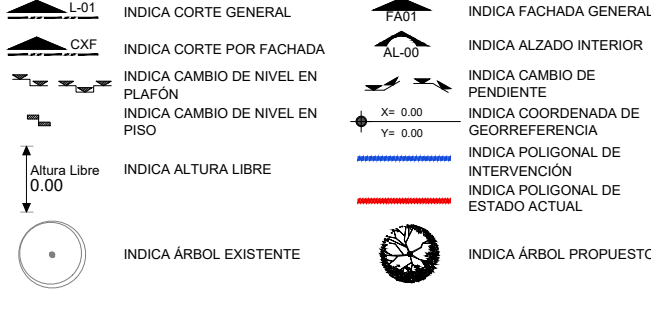 L-01
INDICA CORTE GENERAL
CXF
INDICA CORTE POR FACHADA
INDICA CAMBIO DE NIVEL EN
PLAFÓN
INDICA CAMBIO DE NIVEL EN
PISO
Altura Libre
0.00
INDICA ALTURA LIBRE
INDICA ÁRBOL EXISTENTE
FA01
INDICA FACHADA GENERAL
AL-00
INDICA ALZADO INTERIOR
INDICA CAMBIO DE
PENDIENTE
X= 0.00
Y= 0.00
INDICA COORDENADA DE
GEORREFERENCIA
INDICA POLIGONAL DE
INTERVENCIÓN
INDICA POLIGONAL DE
ESTADO ACTUAL
INDICA ÁRBOL PROPUESTO